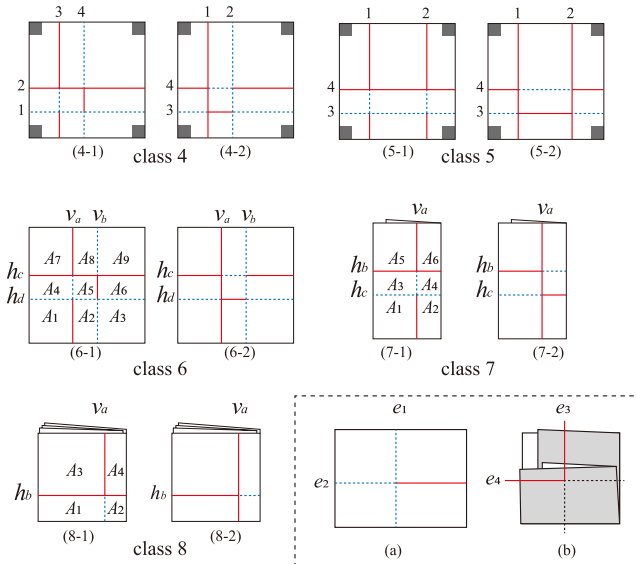 3 4
2
1
(4-1)
1 2
4
3
(4-2)
class 4
1 2
4
3
(5-1)
1 2
4
3
(5-2)
class 5
va vb
hc
hd
A7 A8 A9
A4 A5 A6
A1 A2 A3
(6-1)
va vb
hc
hd
(6-2)
class 6
va
hb
hc
A5 A6
A3 A4
A1 A2
(7-1)
va
hb
hc
(7-2)
class 7
va
hb
A3 A4
A1 A2
(8-1)
va
hb
(8-2)
class 8
e1
e2
(a)
e3
e4
(b)